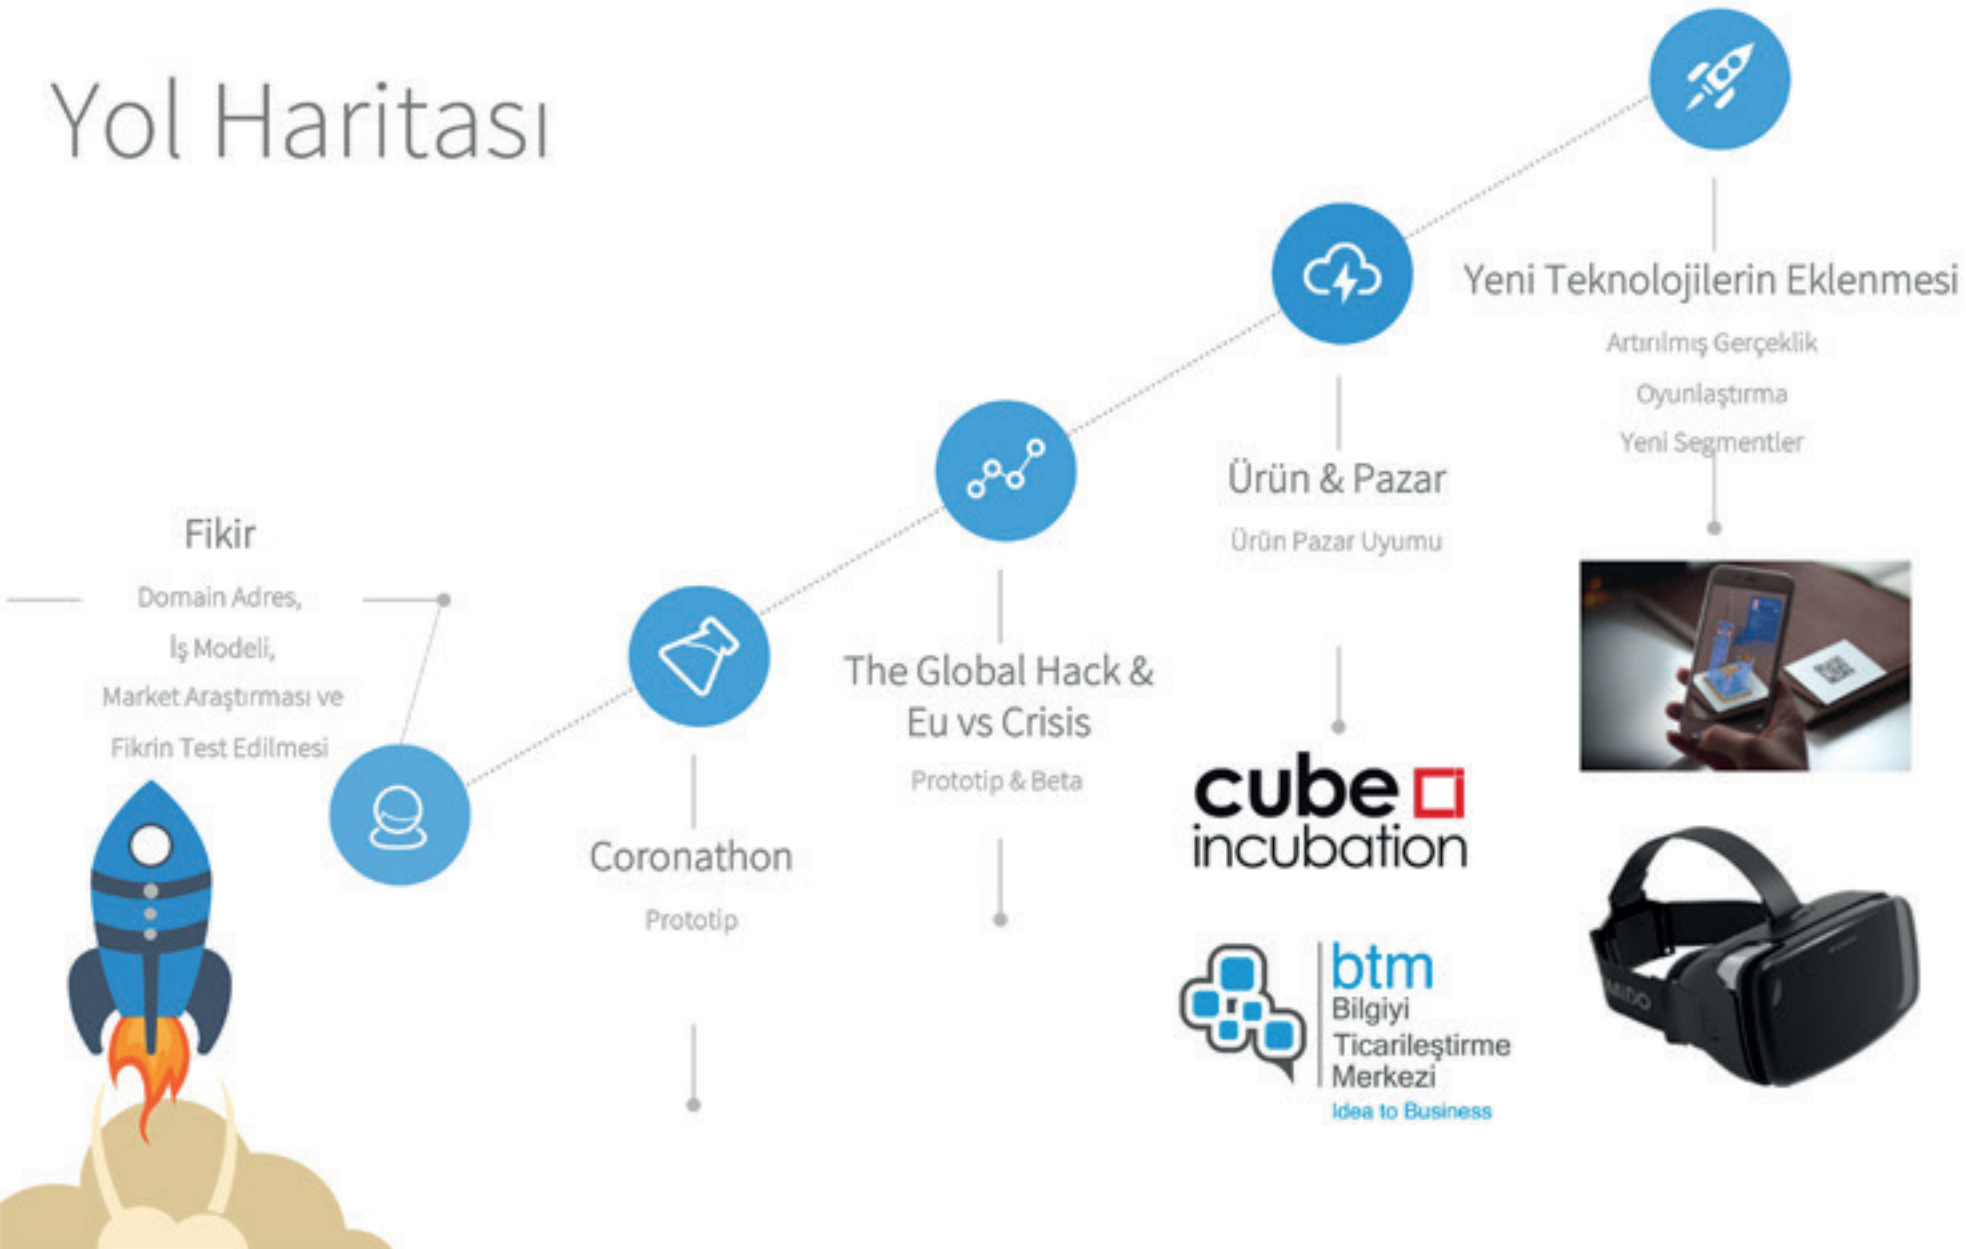 Yol Haritası
Fikir
Domain Adres,
İş Modeli,
Market Araştırması ve
Fikrin Test Edilmesi
Coronathon
Prototip
The Global Hack &
Eu vs Crisis
Prototip & Beta
Ürün & Pazar
Ürün Pazar Uyumu
cube
incubation
btm
Bilgiyi
Ticarileştirme
Merkezi
Idea to Business
Yeni Teknolojilerin Eklenmesi
Artırılmış Gerçeklik
Oyunlaştırma
Yeni Segmentler